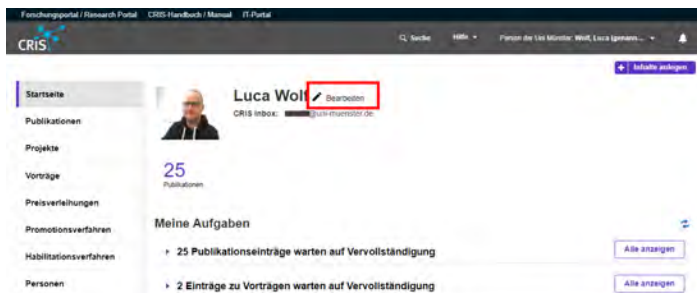 Forschungsportal / Research Portal CRIS-Handbuch / Manual IT-Portal
CRIS
Suche Hilfe Person der Uni Münster: Wolf, Luca
Inhalte anlegen
Startseite
Luca Wolf Bearbeiten
CRIS Inbox: @uni-muenster.de
Publikationen
Projekte
Vorträge
25
Publikationen
Preisverleihungen
Promotionsverfahren
Meine Aufgaben
Habilitationsverfahren
25 Publikationseinträge warten auf Vervollständigung Alle anzeigen
Personen
2 Einträge zu Vorträgen warten auf Vervollständigung Alle anzeigen